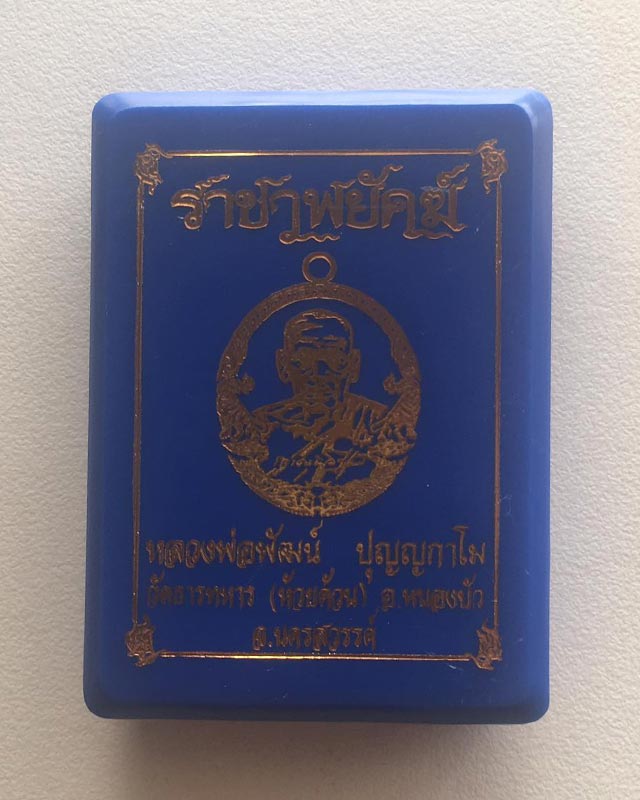 ราชาพยัคฆ์
หลวงพ่อพัฒน์ ปุญญกาโม
วัดธารทหาร (ห้วยด้วน) อ.หนองบัว
จ.นครสวรรค์